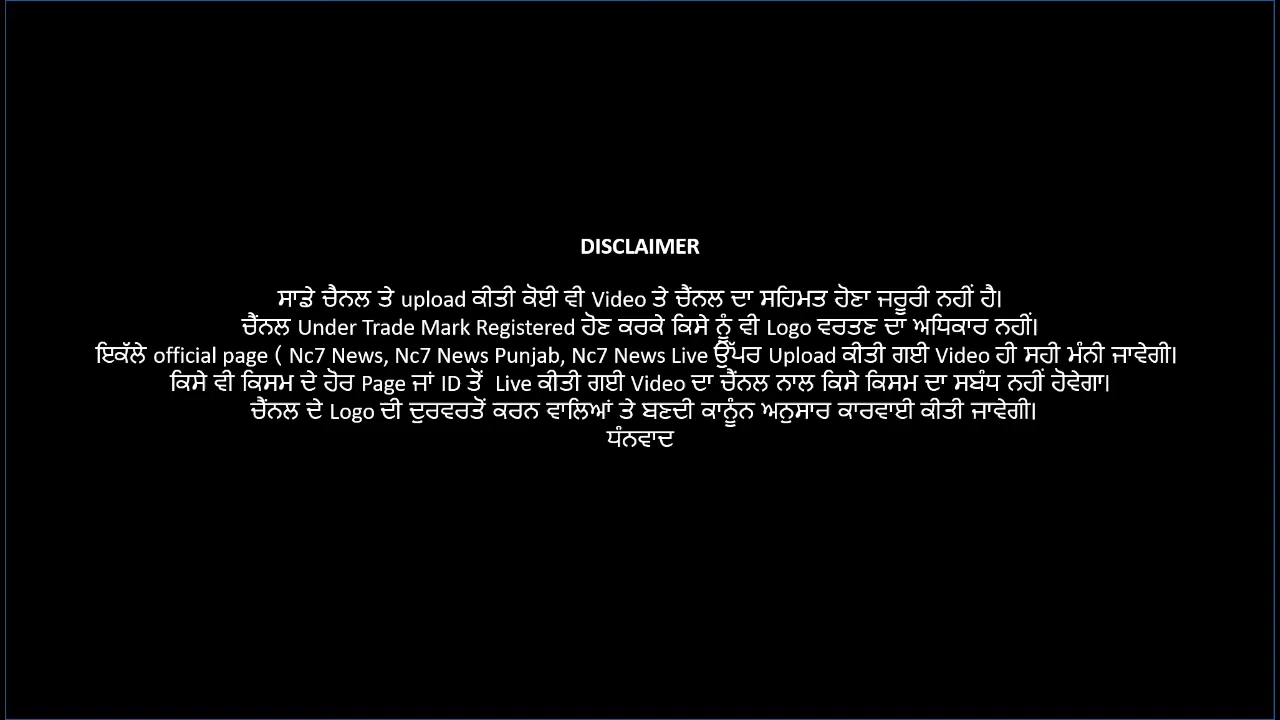 DISCLAIMER
ਸਾਡੇ ਚੈਨਲ ਤੇ upload ਕੀਤੀ ਕੋਈ ਵੀ Video ਤੇ ਚੈੱਨਲ ਦਾ ਸਹਿਮਤ ਹੋਣਾ ਜਰੂਰੀ ਨਹੀਂ ਹੈ।
ਚੈੱਨਲ Under Trade Mark Registered ਹੋਣ ਕਰਕੇ ਕਿਸੇ ਨੂੰ ਵੀ Logo ਵਰਤਣ ਦਾ ਅਧਿਕਾਰ ਨਹੀਂ।
ਇਕੱਲੇ official page ( Nc7 News, Nc7 News Punjab, Nc7 News Live ਉੱਪਰ Upload ਕੀਤੀ ਗਈ Video ਹੀ ਸਹੀ ਮੰਨੀ ਜਾਵੇਗੀ।
ਕਿਸੇ ਵੀ ਕਿਸਮ ਦੇ ਹੋਰ Page ਜਾਂ ID ਤੋਂ Live ਕੀਤੀ ਗਈ Video ਦਾ ਚੈੱਨਲ ਨਾਲ ਕਿਸੇ ਕਿਸਮ ਦਾ ਸਬੰਧ ਨਹੀਂ ਹੋਵੇਗਾ।
ਚੈੱਨਲ ਦੇ Logo ਦੀ ਦੁਰਵਰਤੋਂ ਕਰਨ ਵਾਲਿਆਂ ਤੇ ਬਣਦੀ ਕਾਨੂੰਨ ਅਨੁਸਾਰ ਕਾਰਵਾਈ ਕੀਤੀ ਜਾਵੇਗੀ।
ਧੰਨਵਾਦ